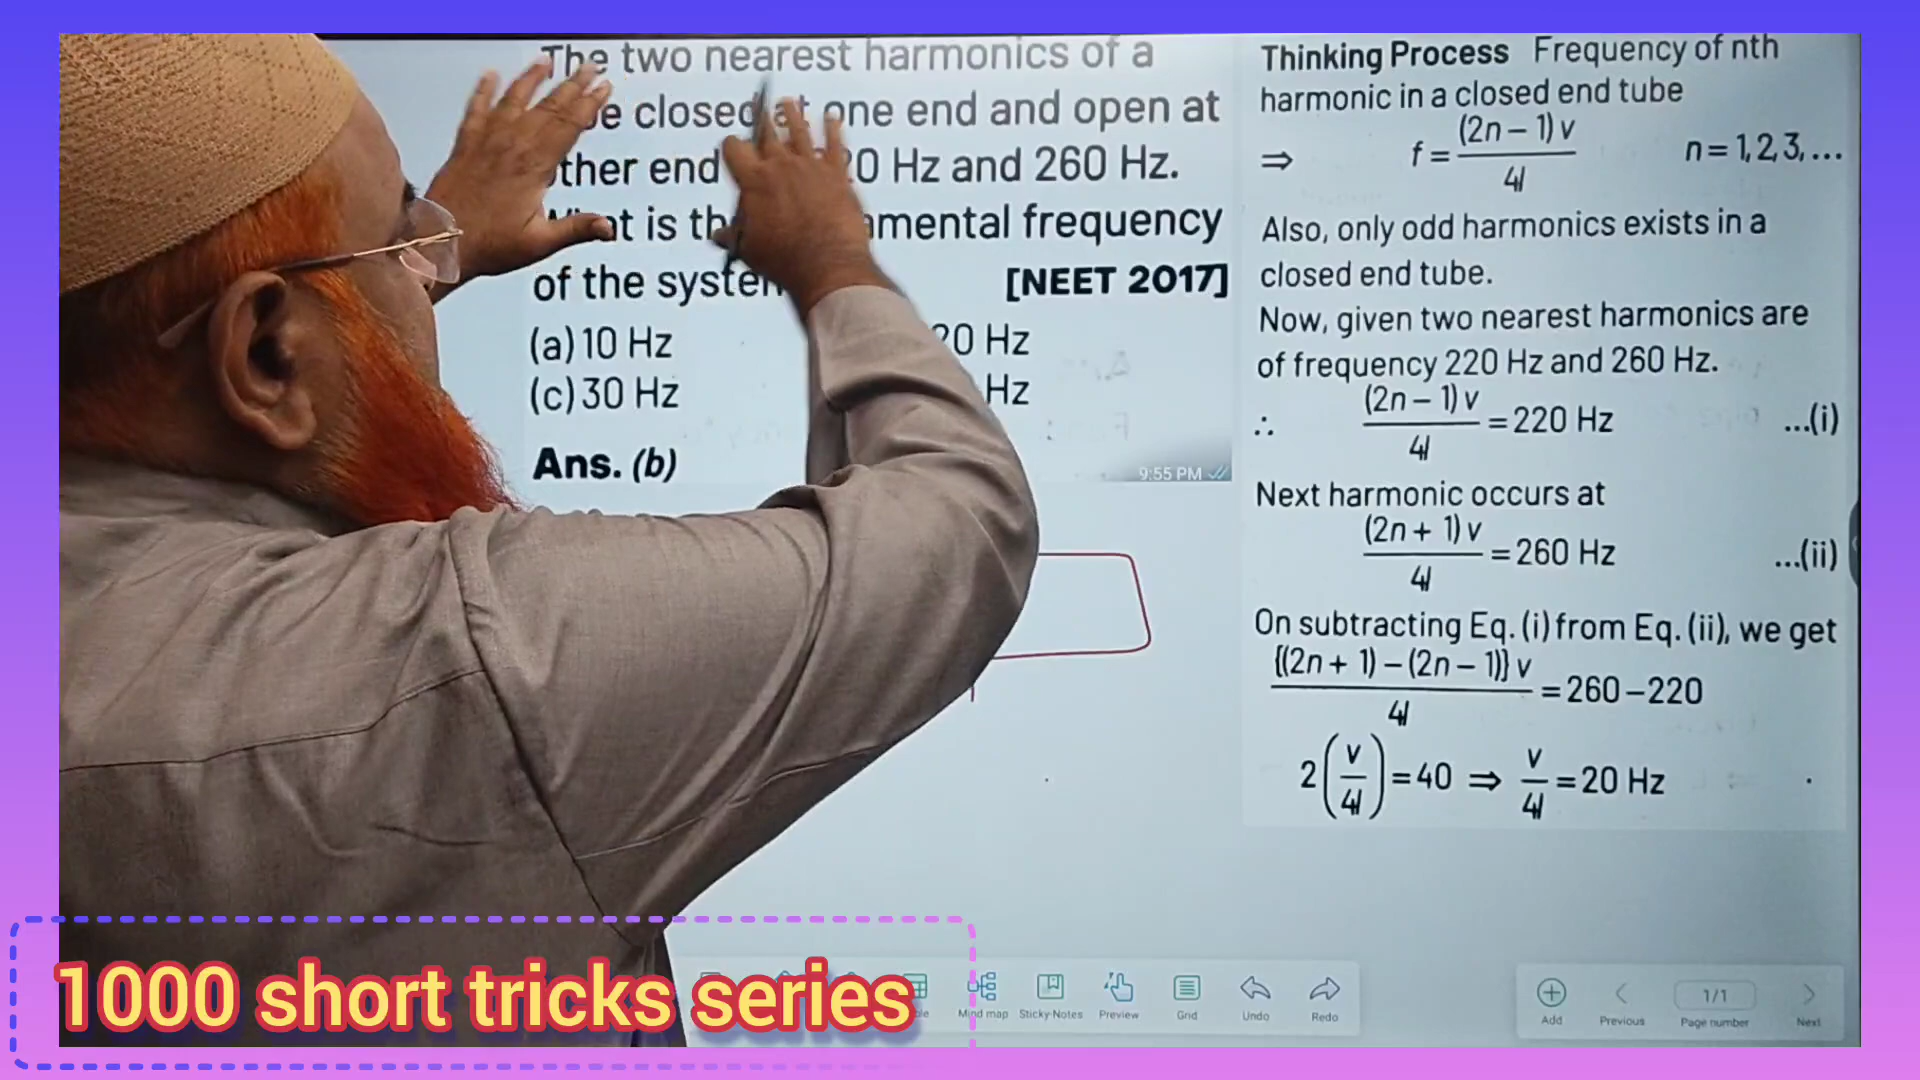 The two nearest harmonics of a
closed at one end and open at
end Hz and 260 Hz.
is frequency
of the
[NEET 2017]
(a) 10 Hz
Hz
(c) 30 Hz
Hz
Ans. (b)
9:55 PM
Thinking Process Frequency of nth
harmonic in a closed end tube
⇒ f = (2n – 1) v / 4l n = 1, 2, 3, ...
Also, only odd harmonics exists in a
closed end tube.
Now, given two nearest harmonics are
of frequency 220 Hz and 260 Hz.
∴ (2n – 1) v / 4l = 220 Hz ...(i)
Next harmonic occurs at
(2n + 1) v / 4l = 260 Hz ...(ii)
On subtracting Eq. (i) from Eq. (ii), we get
{(2n + 1) – (2n – 1)} v / 4l = 260 – 220
2(v / 4l) = 40 ⇒ v / 4l = 20 Hz
1000 short tricks series
Mind map
Sticky-Notes
Preview
Grid
Undo
Redo
Add
Previous
1/1
Page number
Next